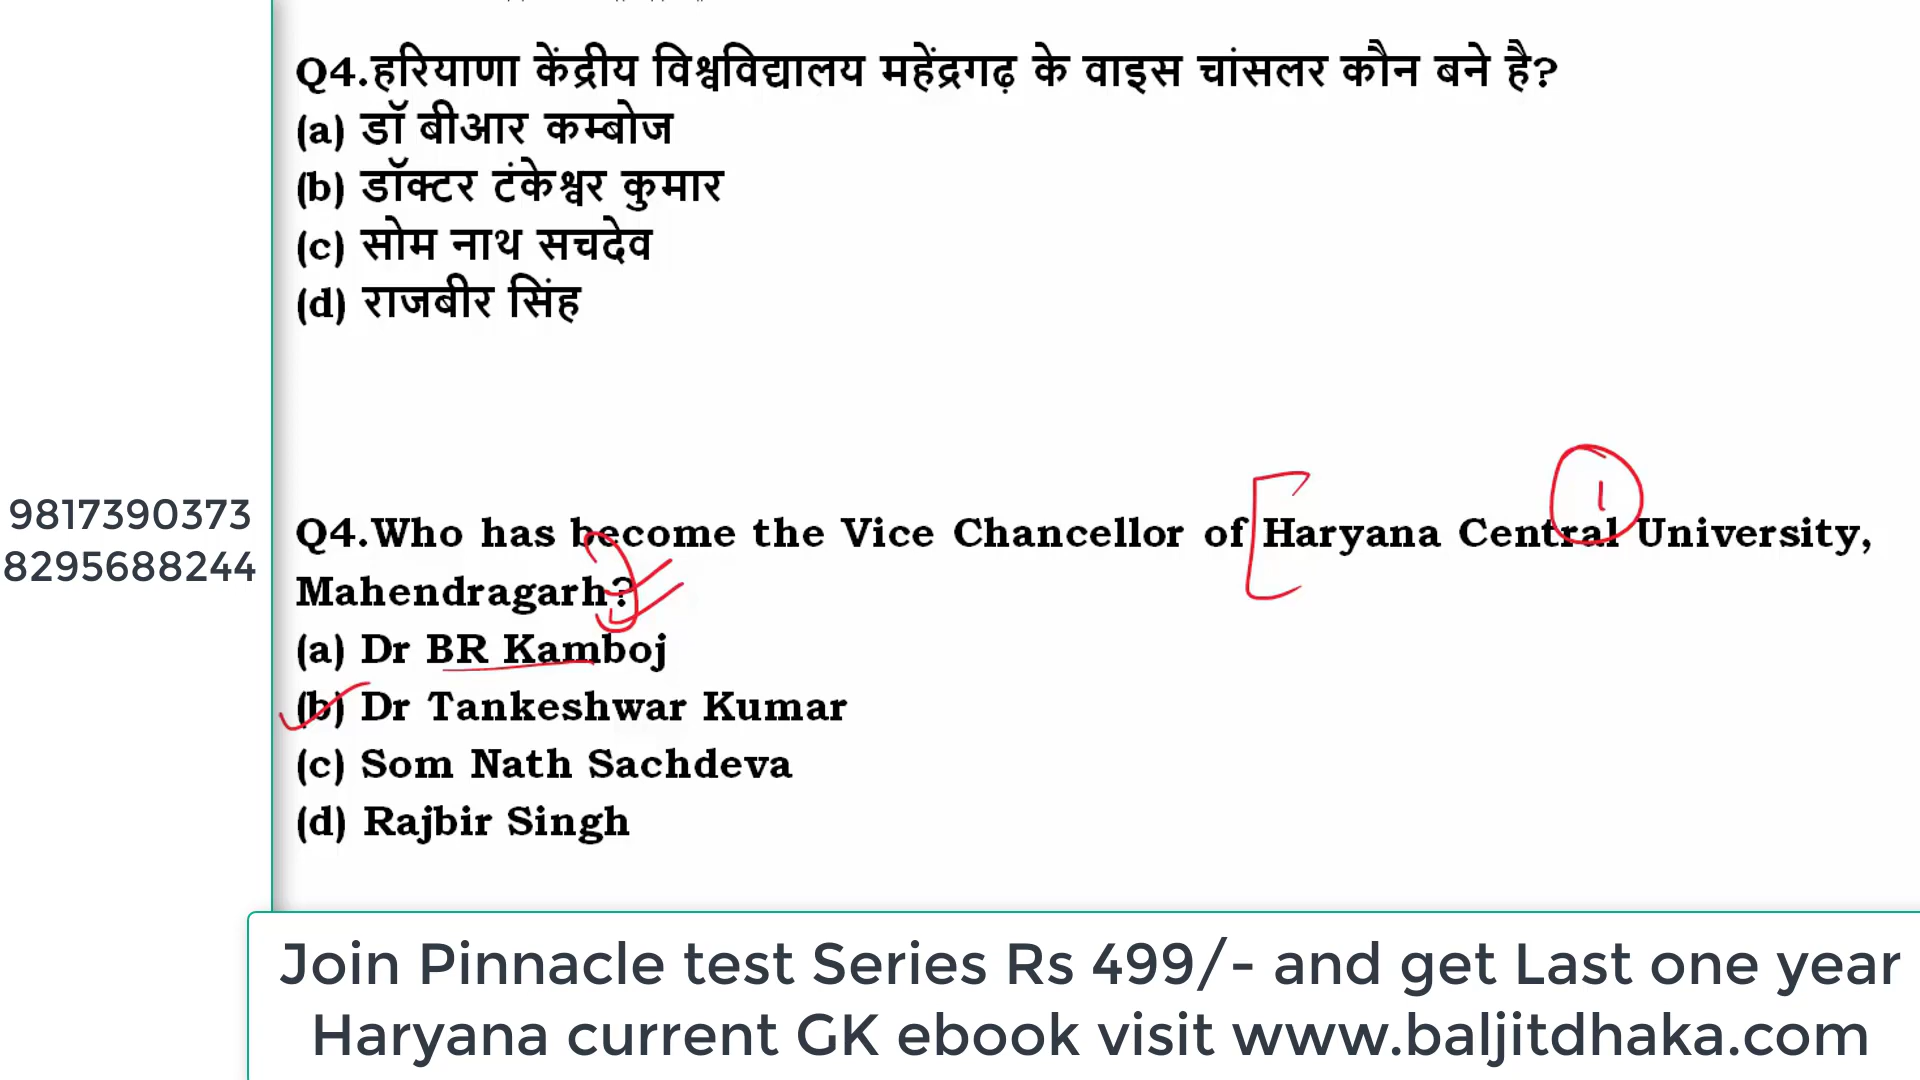 Q4.हरियाणा केंद्रीय विश्वविद्यालय महेंद्रगढ़ के वाइस चांसलर कौन बने है?
(a) डॉ बीआर कम्बोज
(b) डॉक्टर टंकेश्वर कुमार
(c) सोम नाथ सचदेव
(d) राजबीर सिंह
9817390373
8295688244
1
Q4.Who has become the Vice Chancellor of Haryana Central University,
Mahendragarh?
(a) Dr BR Kamboj
(b) Dr Tankeshwar Kumar
(c) Som Nath Sachdeva
(d) Rajbir Singh
Join Pinnacle test Series Rs 499/- and get Last one year
Haryana current GK ebook visit www.baljitdhaka.com